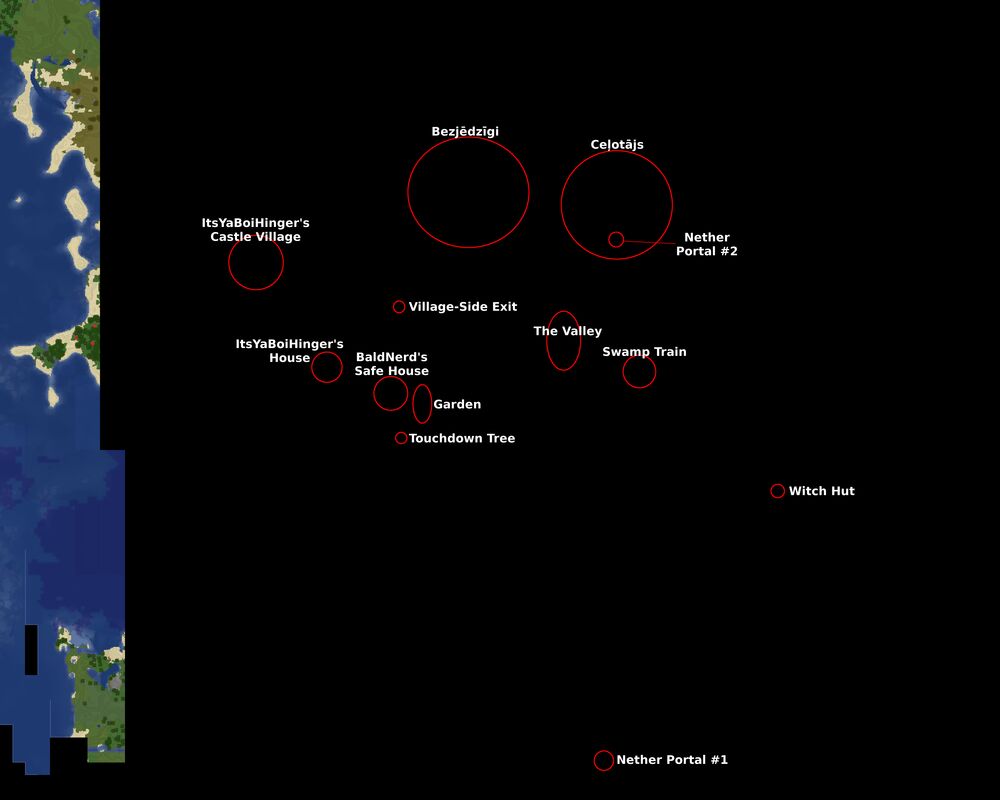 Bezjēdzīgi
Ceļotājs
ItsYaBoiHinger's
Castle Village
Nether
Portal #2
Village-Side Exit
The Valley
ItsYaBoiHinger's
House
BaldNerd's
Safe House
Swamp Train
Garden
Touchdown Tree
Witch Hut
Nether Portal #1